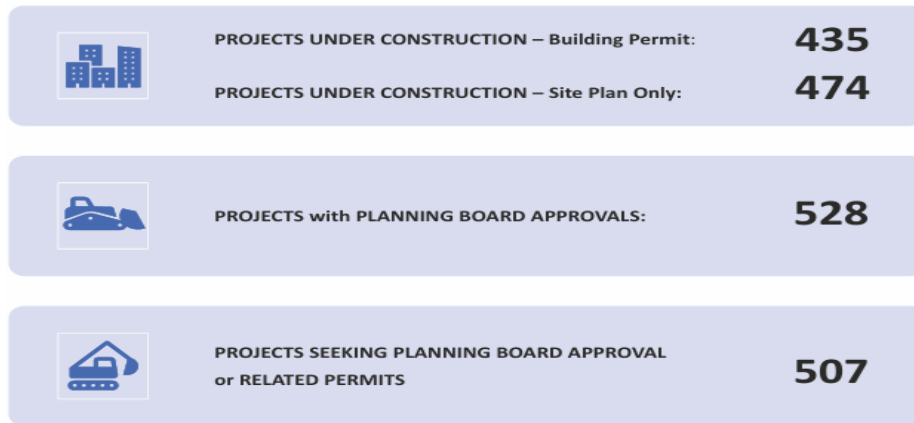 PROJECTS UNDER CONSTRUCTION – Building Permit: 435
PROJECTS UNDER CONSTRUCTION – Site Plan Only: 474
PROJECTS with PLANNING BOARD APPROVALS: 528
PROJECTS SEEKING PLANNING BOARD APPROVAL
or RELATED PERMITS 507